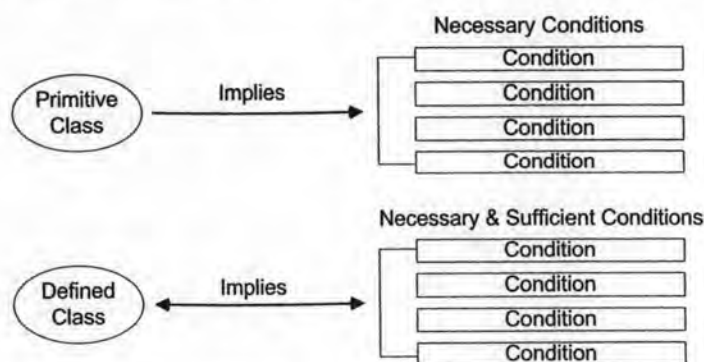 Necessary Conditions
Condition
Primitive
Class
Implies
Condition
Condition
Condition
Necessary & Sufficient Conditions
Condition
Defined
Class
Implies
Condition
Condition
Condition